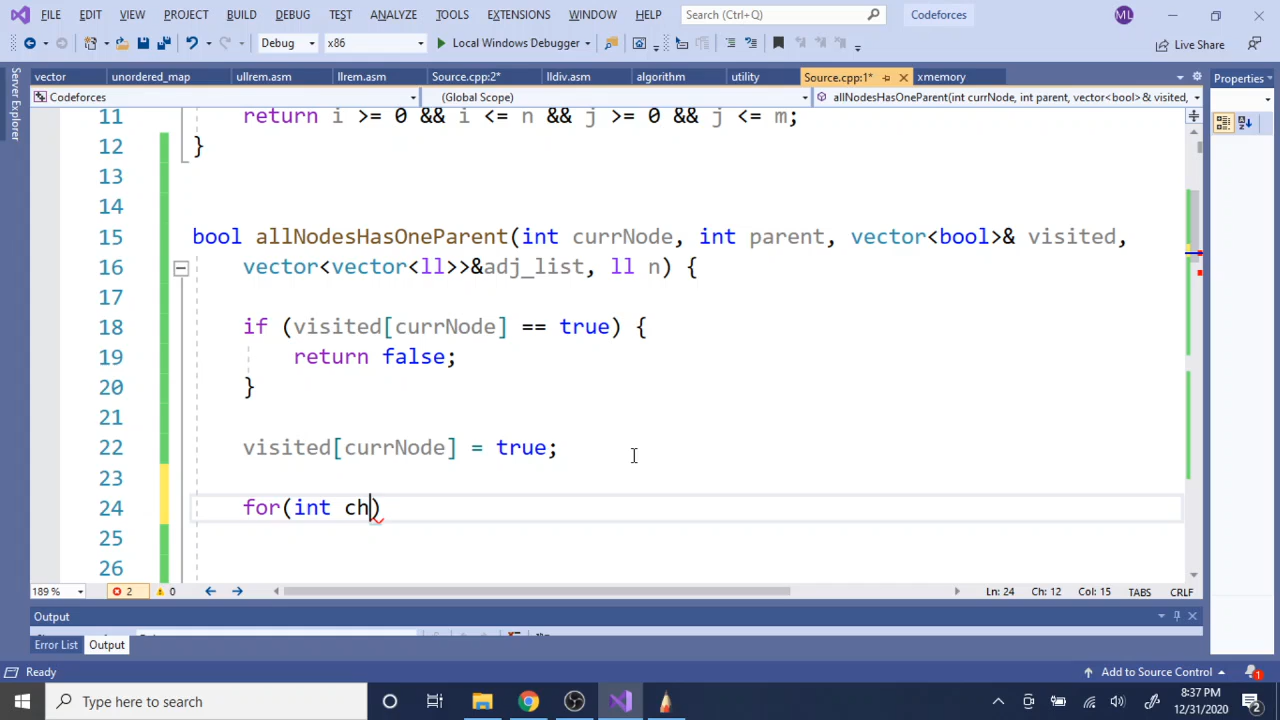 FILE EDIT VIEW PROJECT BUILD DEBUG TEST ANALYZE TOOLS EXTENSIONS WINDOW HELP Search (Ctrl+Q) Codeforces ML
Debug x86 Local Windows Debugger Live Share
vector unordered_map ullrem.asm llrem.asm Source.cpp:2* lldiv.asm algorithm utility Source.cpp:1* xmemory Properties
Server Explorer
Codeforces (Global Scope) allNodesHasOneParent(int currNode, int parent, vector<bool>& visited,
11 return i >= 0 && i <= n && j >= 0 && j <= m;
12 }
13
14
15 bool allNodesHasOneParent(int currNode, int parent, vector<bool>& visited,
16 vector<vector<ll>>&adj_list, ll n) {
17
18 if (visited[currNode] == true) {
19 return false;
20 }
21
22 visited[currNode] = true;
23
24 for(int ch)
25
26
189 % 2 0 Ln: 24 Ch: 12 Col: 15 TABS CRLF
Output
Error List Output
Ready Add to Source Control 1
Type here to search 8:37 PM
12/31/2020 2